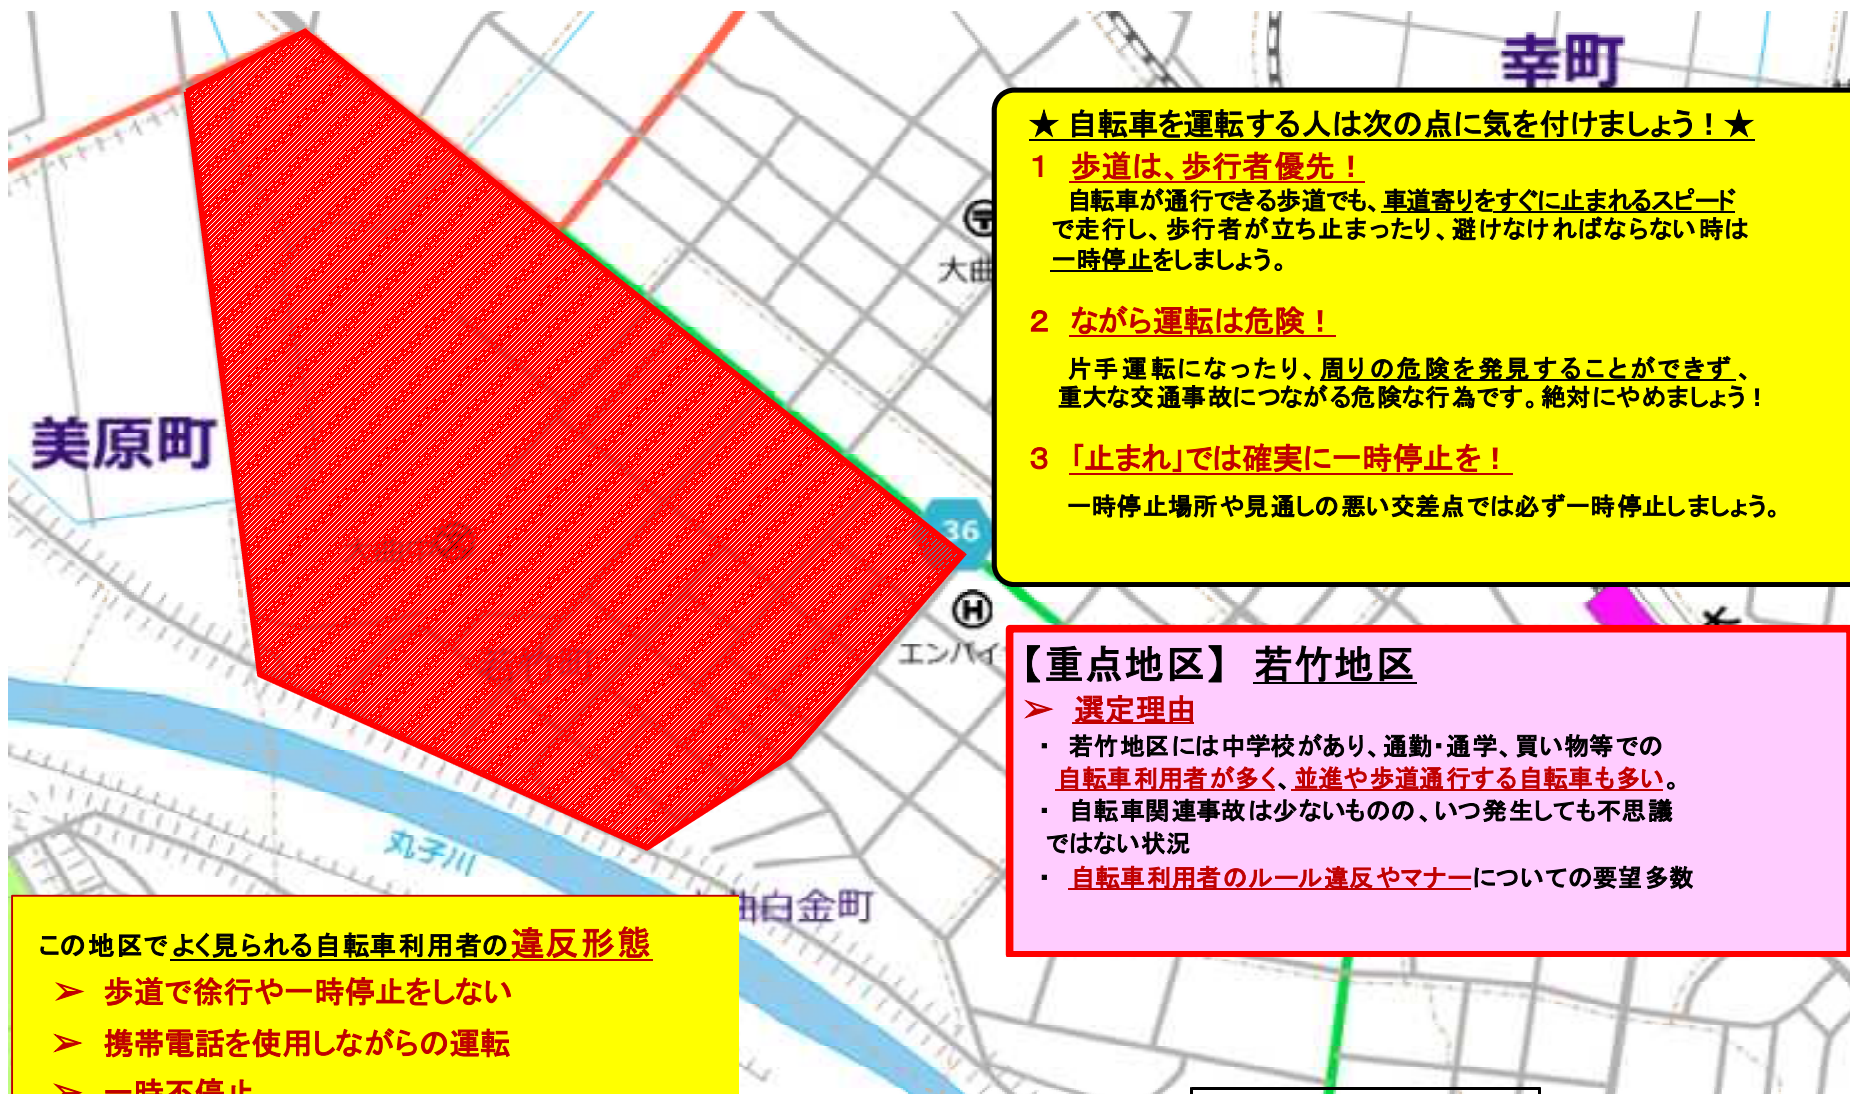 幸町
★ 自転車を運転する人は次の点に気を付けましょう！★
１ 歩道は、歩行者優先！
自転車が通行できる歩道でも、車道寄りをすぐに止まれるスピード
で走行し、歩行者が立ち止まったり、避けなければならない時は
一時停止をしましょう。
２ ながら運転は危険！
片手運転になったり、周りの危険を発見することができず、
重大な交通事故につながる危険な行為です。絶対にやめましょう！
３ 「止まれ」では確実に一時停止を！
一時停止場所や見通しの悪い交差点では必ず一時停止しましょう。
大曲
美原町
36
H
エンパイ
【重点地区】 若竹地区
➢ 選定理由
・ 若竹地区には中学校があり、通勤・通学、買い物等での
自転車利用者が多く、並進や歩道通行する自転車も多い。
・ 自転車関連事故は少ないものの、いつ発生しても不思議
ではない状況
・ 自転車利用者のルール違反やマナーについての要望多数
丸子川
曲白金町
この地区でよく見られる自転車利用者の違反形態
➢ 歩道で徐行や一時停止をしない
➢ 携帯電話を使用しながらの運転
➢ 一時不停止